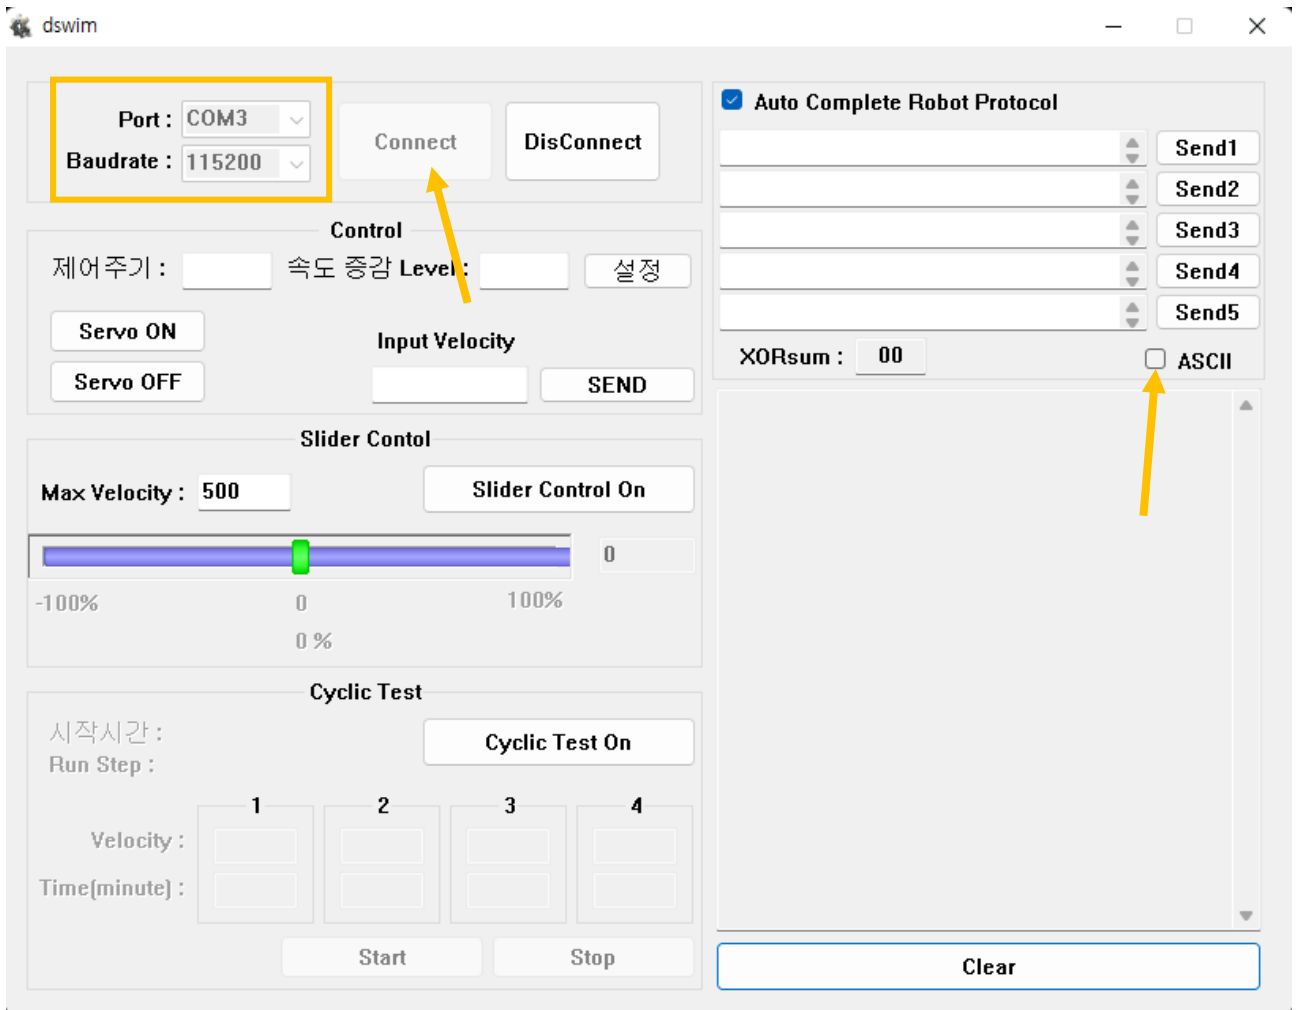 dswim
Port : COM3
Baudrate : 115200
Connect
DisConnect
Control
제어주기 :
속도 증감 Level :
설정
Servo ON
Servo OFF
Input Velocity
SEND
Slider Contol
Max Velocity : 500
Slider Control On
0
-100%
0
100%
0 %
Cyclic Test
시작시간 :
Run Step :
Cyclic Test On
1 2 3 4
Velocity :
Time(minute) :
Start
Stop
Auto Complete Robot Protocol
Send1
Send2
Send3
Send4
Send5
XORsum : 00
ASCII
Clear